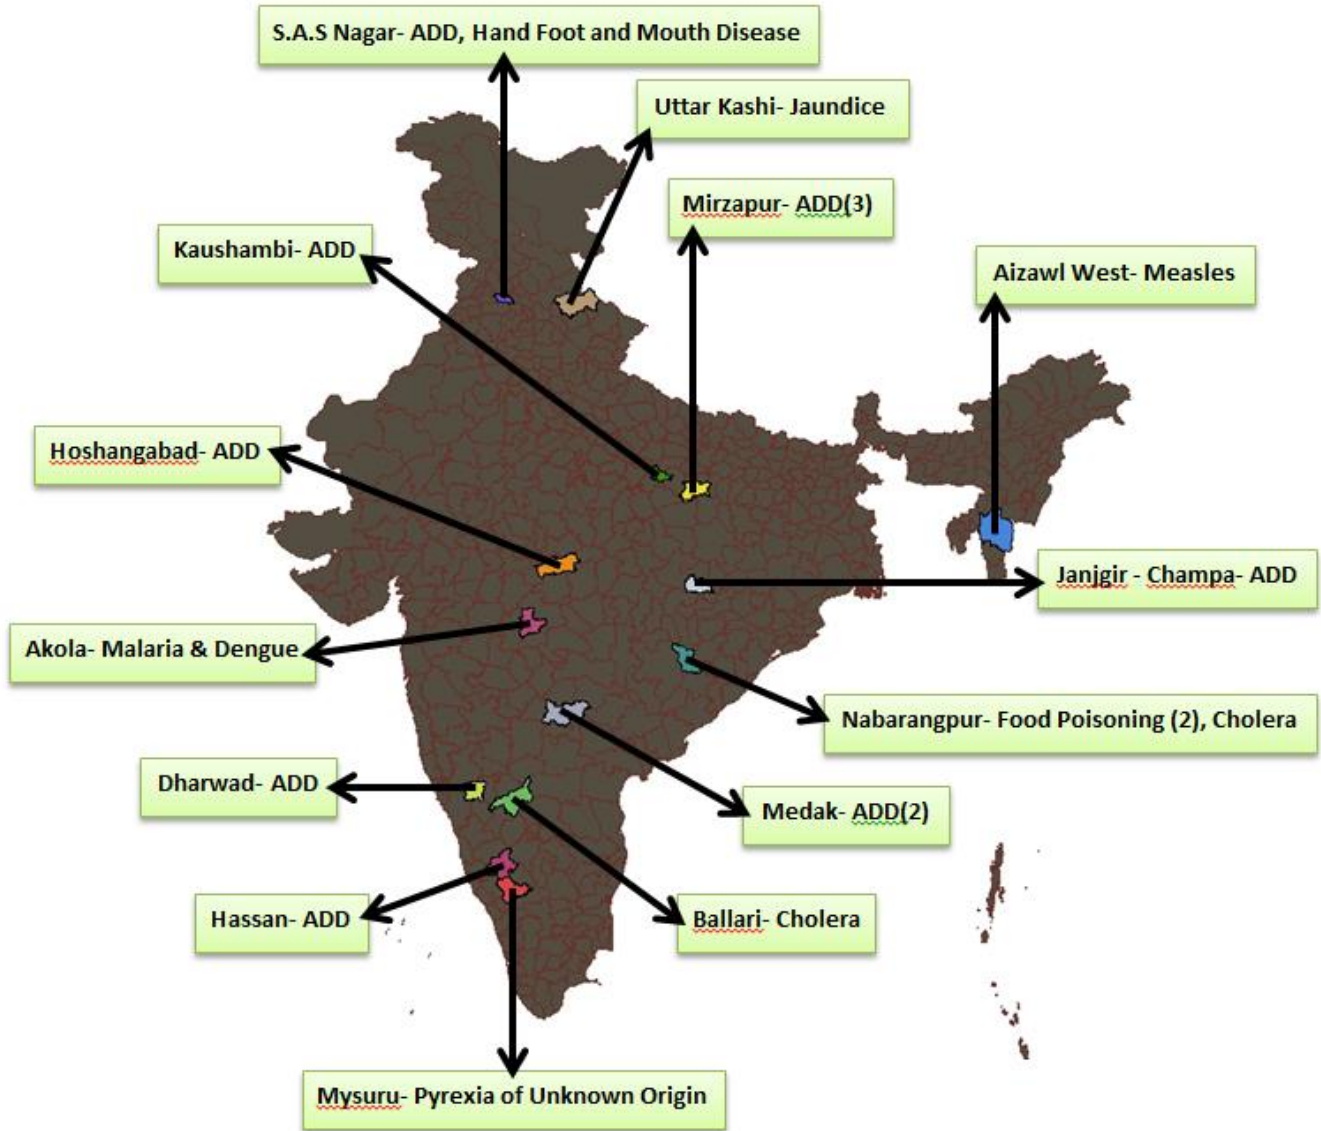 S.A.S Nagar- ADD, Hand Foot and Mouth Disease
Uttar Kashi- Jaundice
Mirzapur- ADD(3)
Kaushambi- ADD
Aizawl West- Measles
Hoshangabad- ADD
Janjgir - Champa- ADD
Akola- Malaria & Dengue
Nabarangpur- Food Poisoning (2), Cholera
Dharwad- ADD
Medak- ADD(2)
Hassan- ADD
Ballari- Cholera
Mysuru- Pyrexia of Unknown Origin